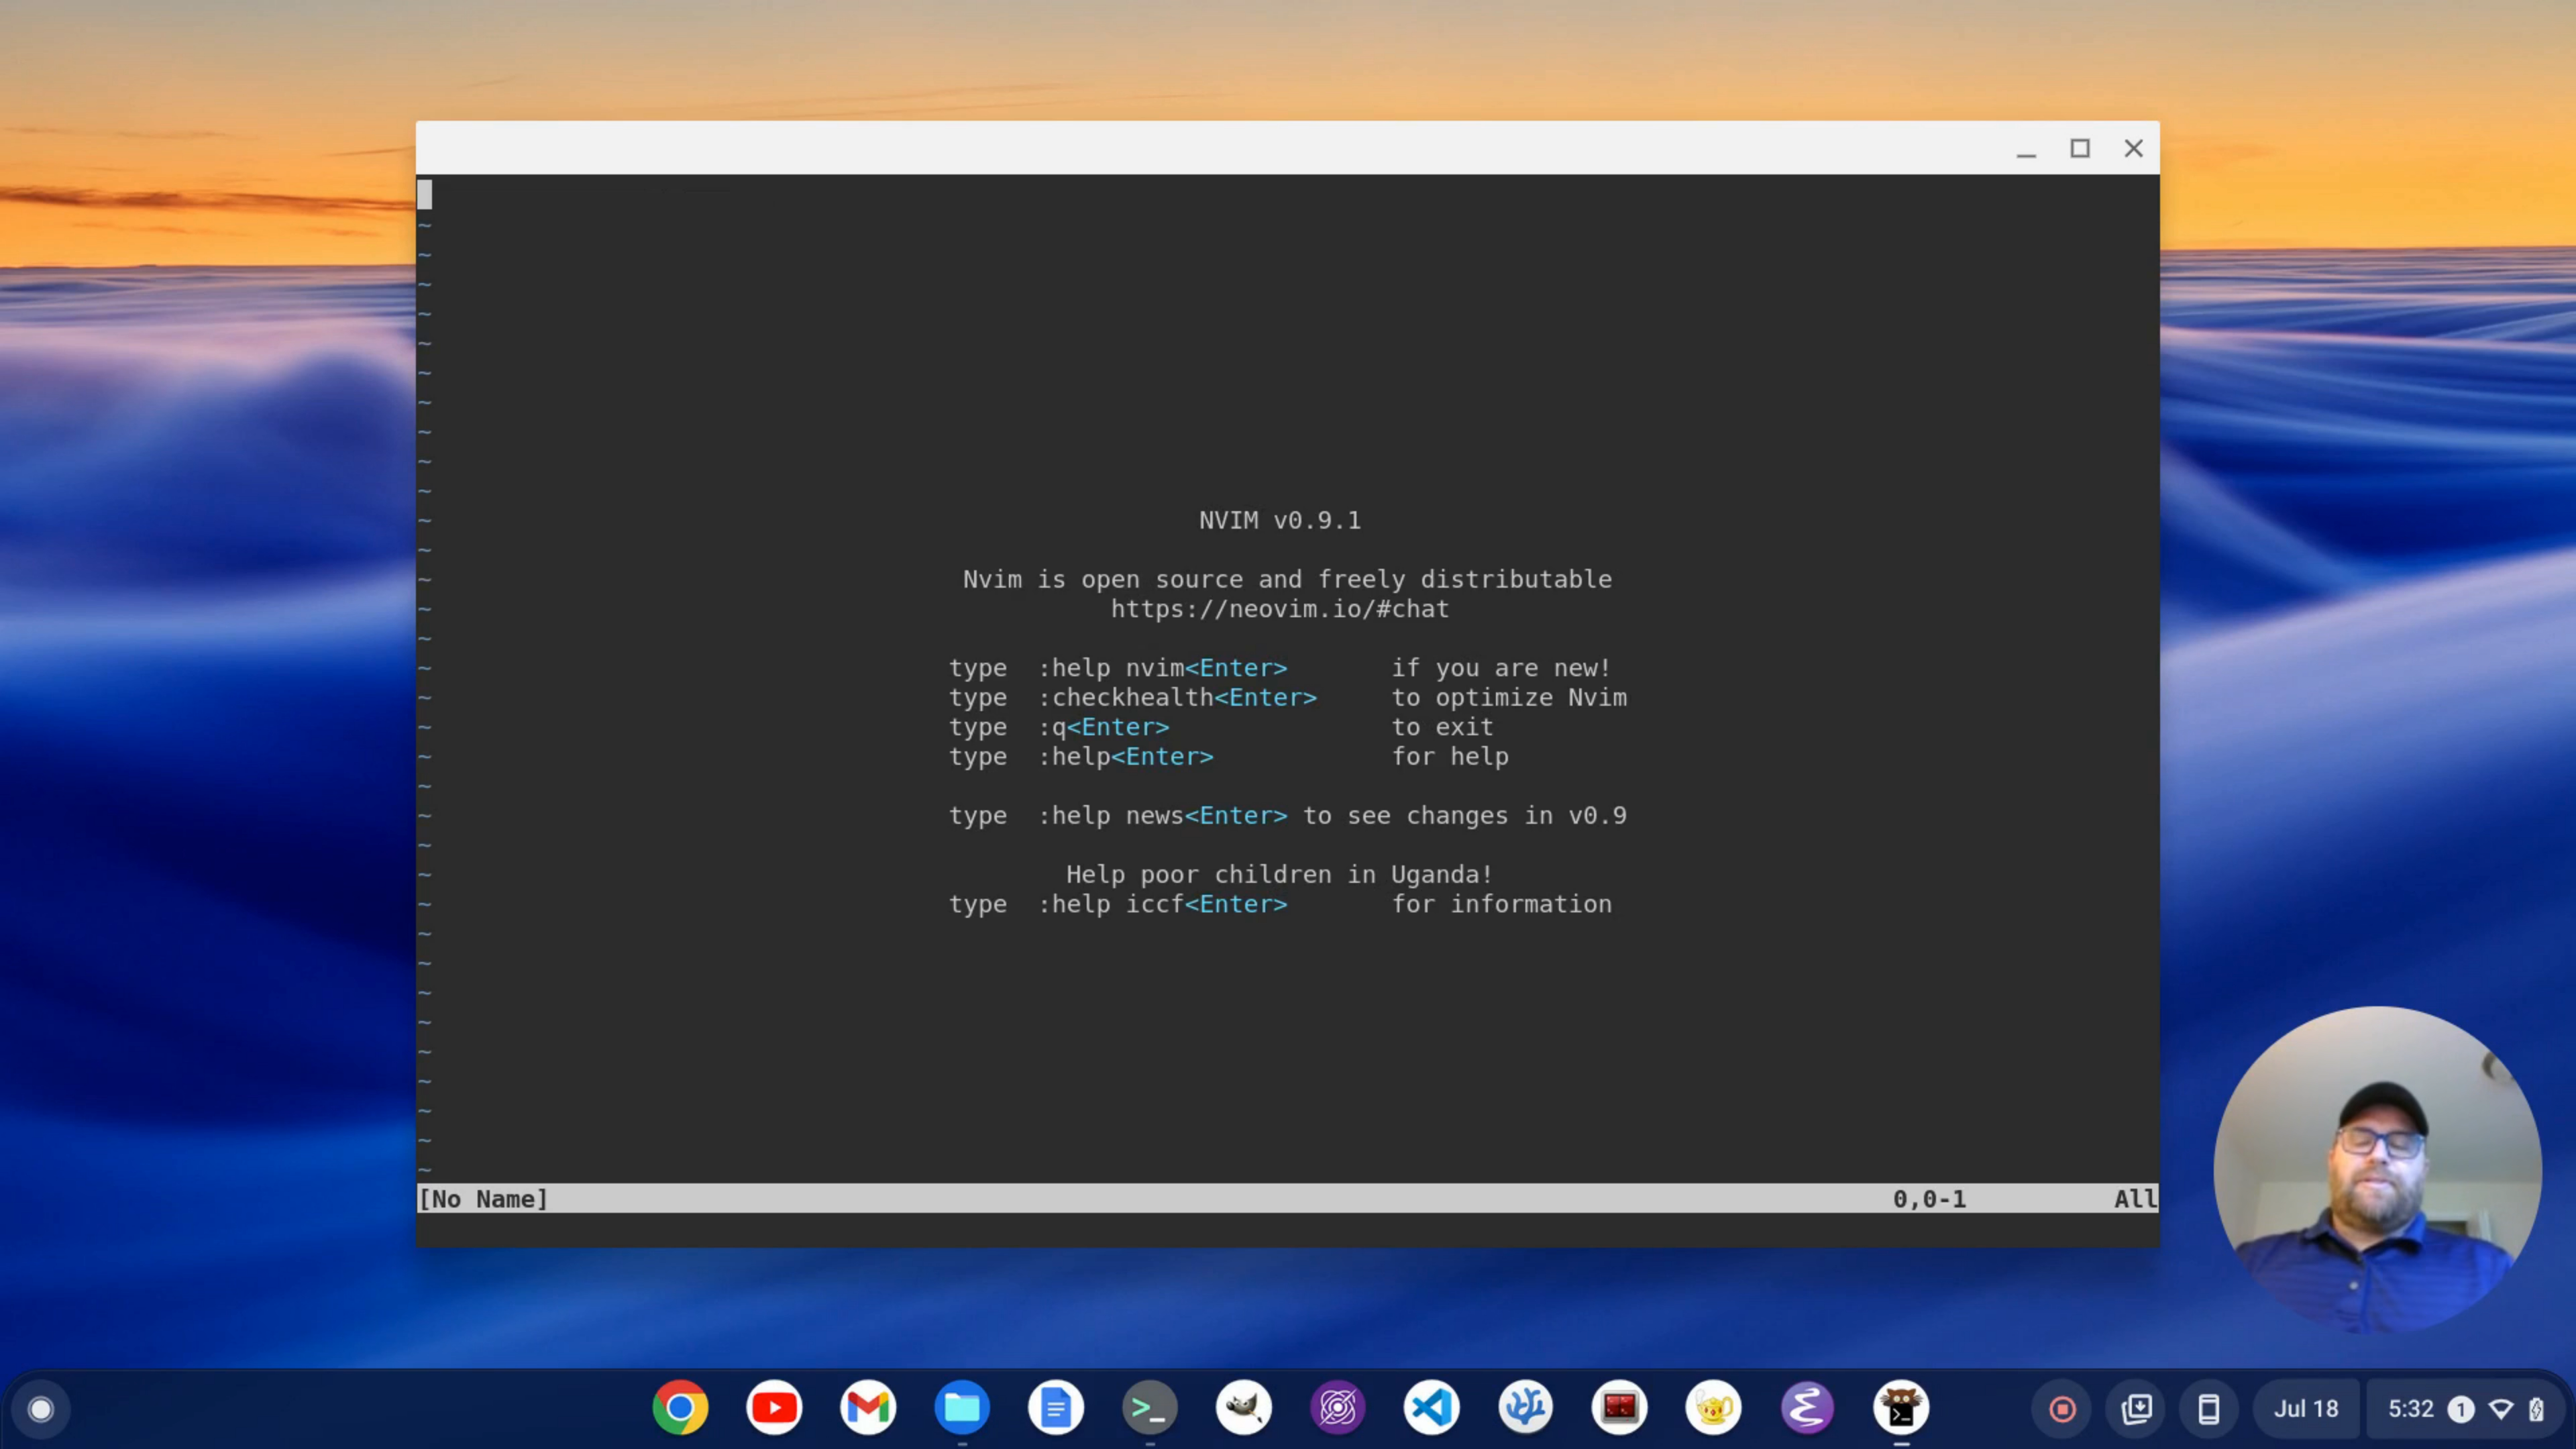 NVIM v0.9.1
Nvim is open source and freely distributable
https://neovim.io/#chat
type :help nvim<Enter> if you are new!
type :checkhealth<Enter> to optimize Nvim
type :q<Enter> to exit
type :help<Enter> for help
type :help news<Enter> to see changes in v0.9
Help poor children in Uganda!
type :help iccf<Enter> for information
[No Name] 0,0-1 All
Jul 18 5:32 1